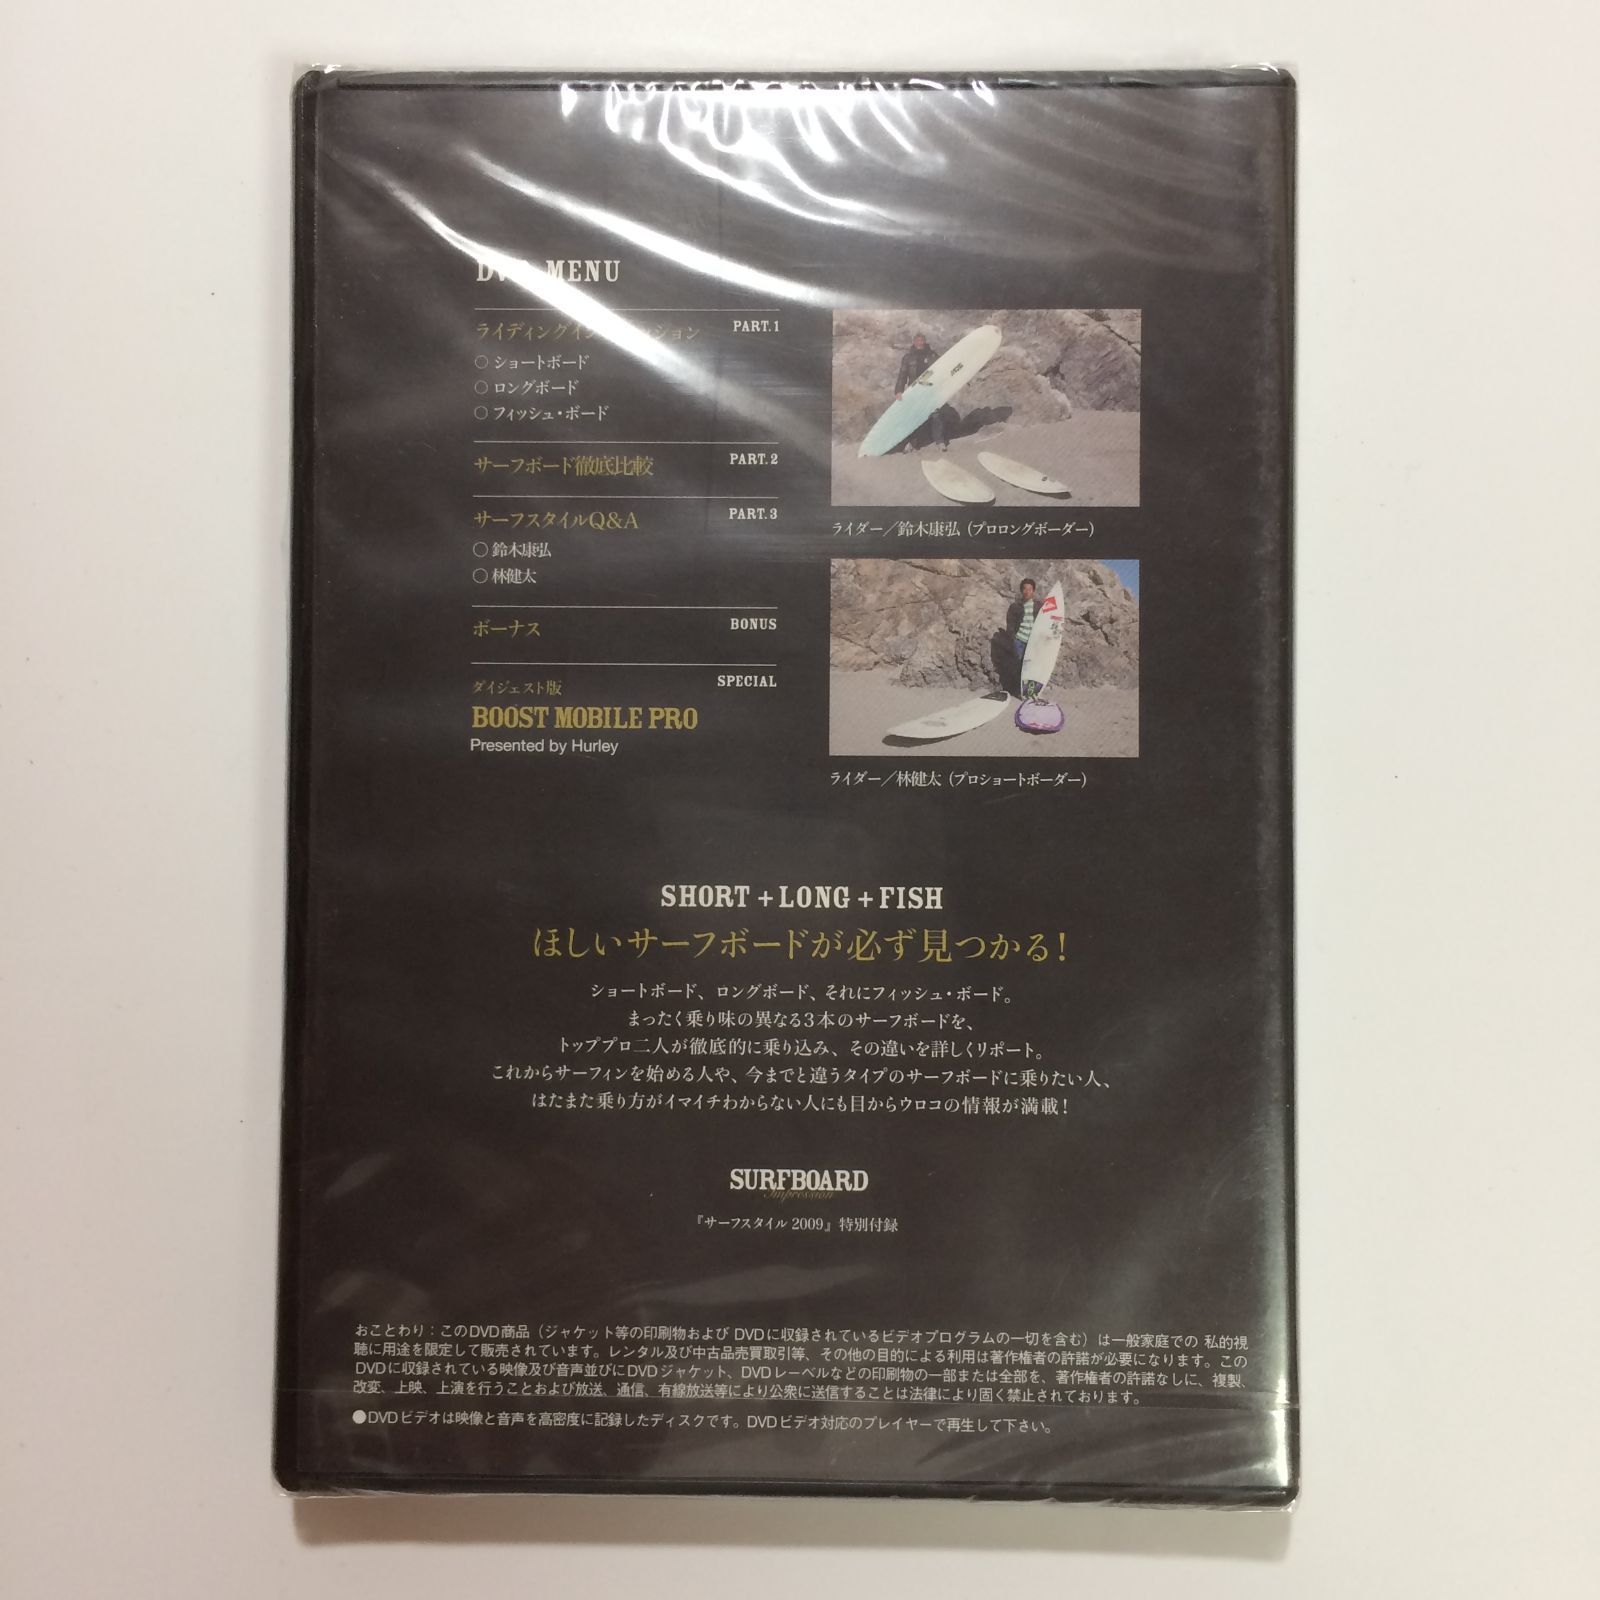 DVD MENU
ライディングインプレッション PART.1
○ ショートボード
○ ロングボード
○ フィッシュ・ボード
サーフボード徹底比較 PART.2
サーフスタイルQ&A PART.3
○ 鈴木康弘
○ 林健太
ボーナス BONUS
ダイジェスト版 SPECIAL
BOOST MOBILE PRO
Presented by Hurley
ライダー／鈴木康弘（プロロングボーダー）
ライダー／林健太（プロショートボーダー）
SHORT + LONG + FISH
ほしいサーフボードが必ず見つかる！
ショートボード、ロングボード、それにフィッシュ・ボード。
まったく乗り味の異なる3本のサーフボードを、
トッププロ二人が徹底的に乗り込み、その違いを詳しくリポート。
これからサーフィンを始める人や、今までと違うタイプのサーフボードに乗りたい人、
はたまた乗り方がイマイチわからない人にも目からウロコの情報が満載！
SURFBOARD
Impression
『サーフスタイル 2009』特別付録
おことわり：このDVD商品（ジャケット等の印刷物および DVDに収録されているビデオプログラムの一切を含む）は一般家庭での 私的視
聴に用途を限定して販売されています。レンタル及び中古品売買取引等、その他の目的による利用は著作権者の許諾が必要になります。この
DVDに収録されている映像及び音声並びにDVDジャケット、DVDレーベルなどの印刷物の一部または全部を、著作権者の許諾なしに、複製、
改変、上映、上演を行うことおよび放送、通信、有線放送等により公衆に送信することは法律により固く禁止されております。
●DVDビデオは映像と音声を高密度に記録したディスクです。DVDビデオ対応のプレイヤーで再生して下さい。